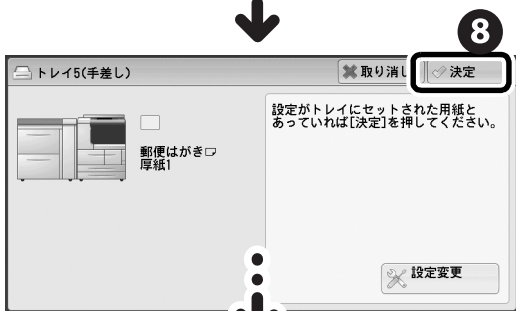 8
トレイ5(手差し)
取り消し
決定
設定がトレイにセットされた用紙と
あっていれば[決定]を押してください。
郵便はがき
厚紙1
設定変更